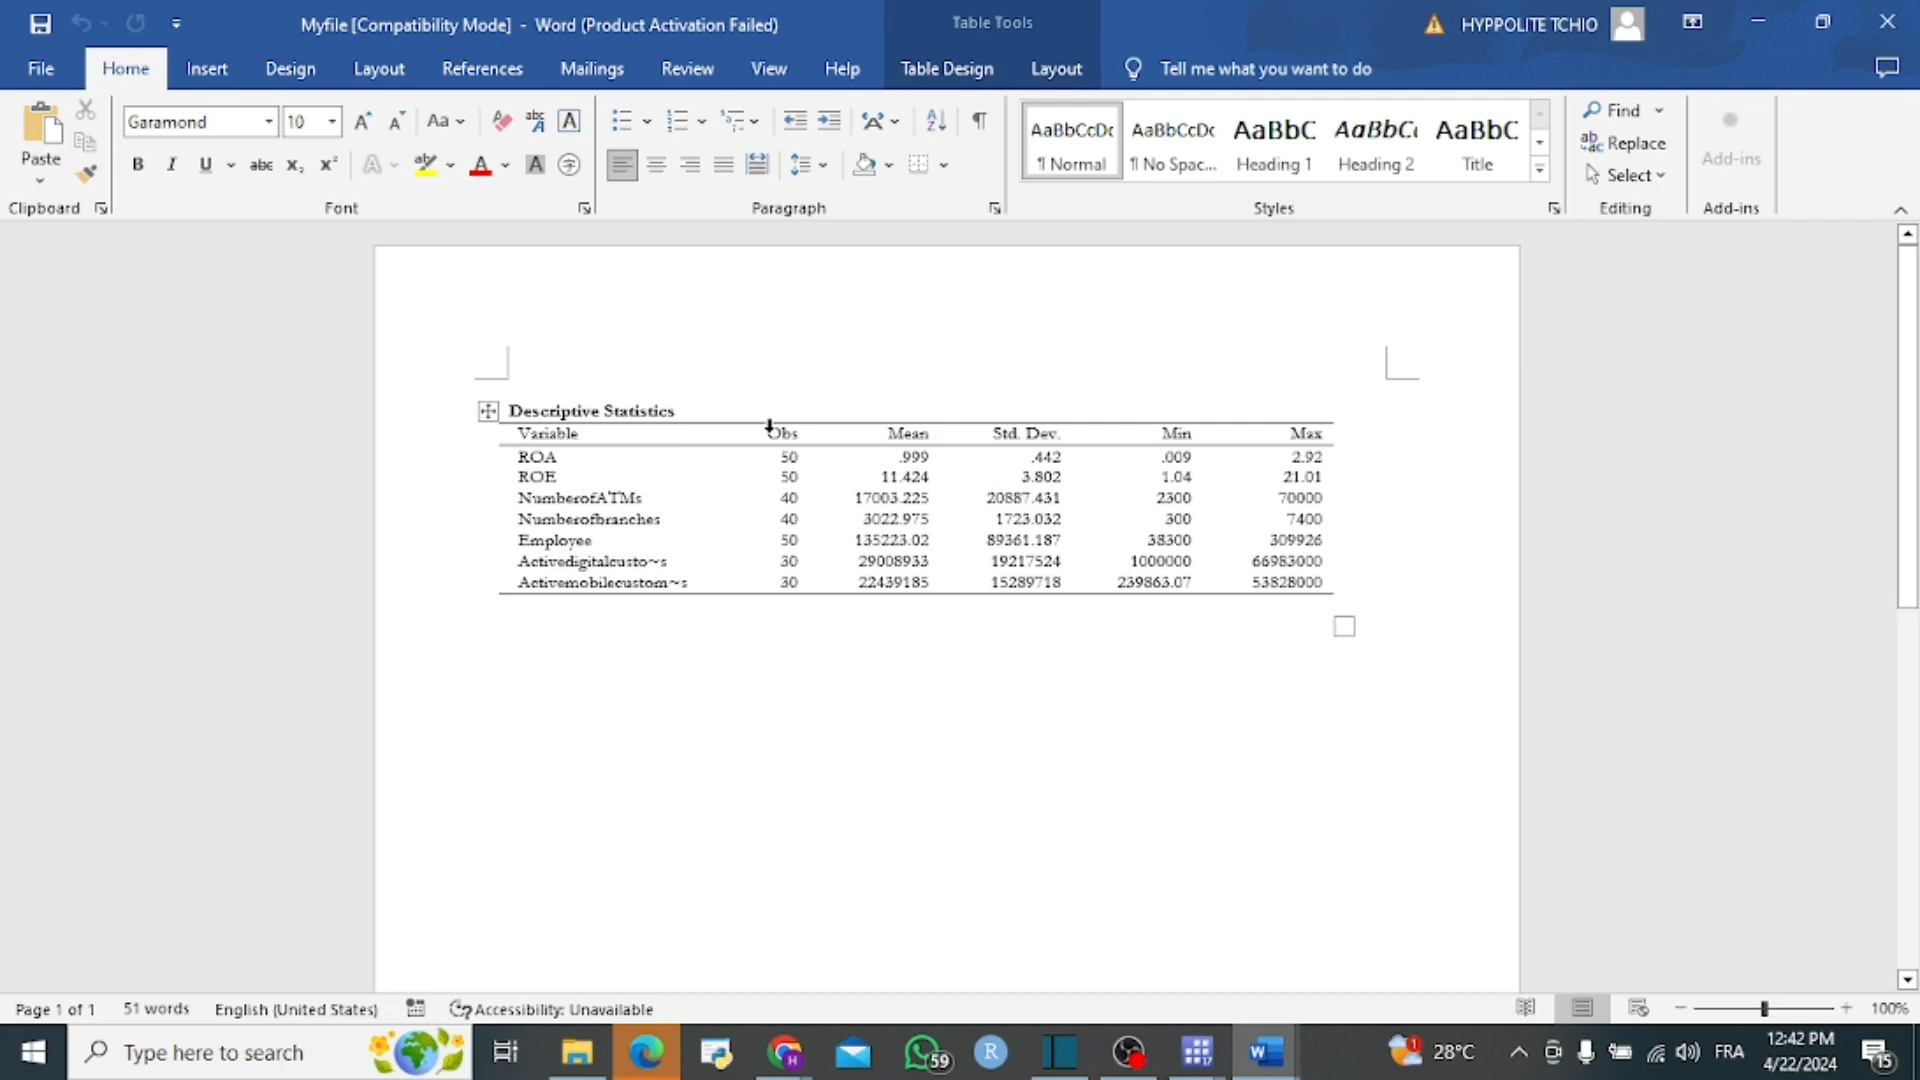 Myfile [Compatibility Mode] - Word (Product Activation Failed)
Table Tools
HYPPOLITE TCHIO
File Home Insert Design Layout References Mailings Review View Help Table Design Layout Tell me what you want to do
Paste
Clipboard
Garamond 10
Font
Paragraph
AaBbCcDc AaBbCcDc AaBbC AaBbC AaBbC
¶ Normal ¶ No Spac... Heading 1 Heading 2 Title
Styles
Find
Replace
Select
Editing
Add-ins
Add-ins
Descriptive Statistics
Variable Obs Mean Std. Dev. Min Max
ROA 50 .999 .442 .009 2.92
ROE 50 11.424 3.802 1.04 21.01
NumberofATMs 40 17003.225 20887.431 2300 70000
Numberofbranches 40 3022.975 1723.032 300 7400
Employee 50 135223.02 89361.187 38300 309926
Activedigitalcusto~s 30 29008933 19217524 1000000 66983000
Activemobilecustom~s 30 22439185 15289718 239863.07 53828000
Page 1 of 1 51 words English (United States) Accessibility: Unavailable 100%
Type here to search
59
17
28°C
FRA
12:42 PM
4/22/2024
15